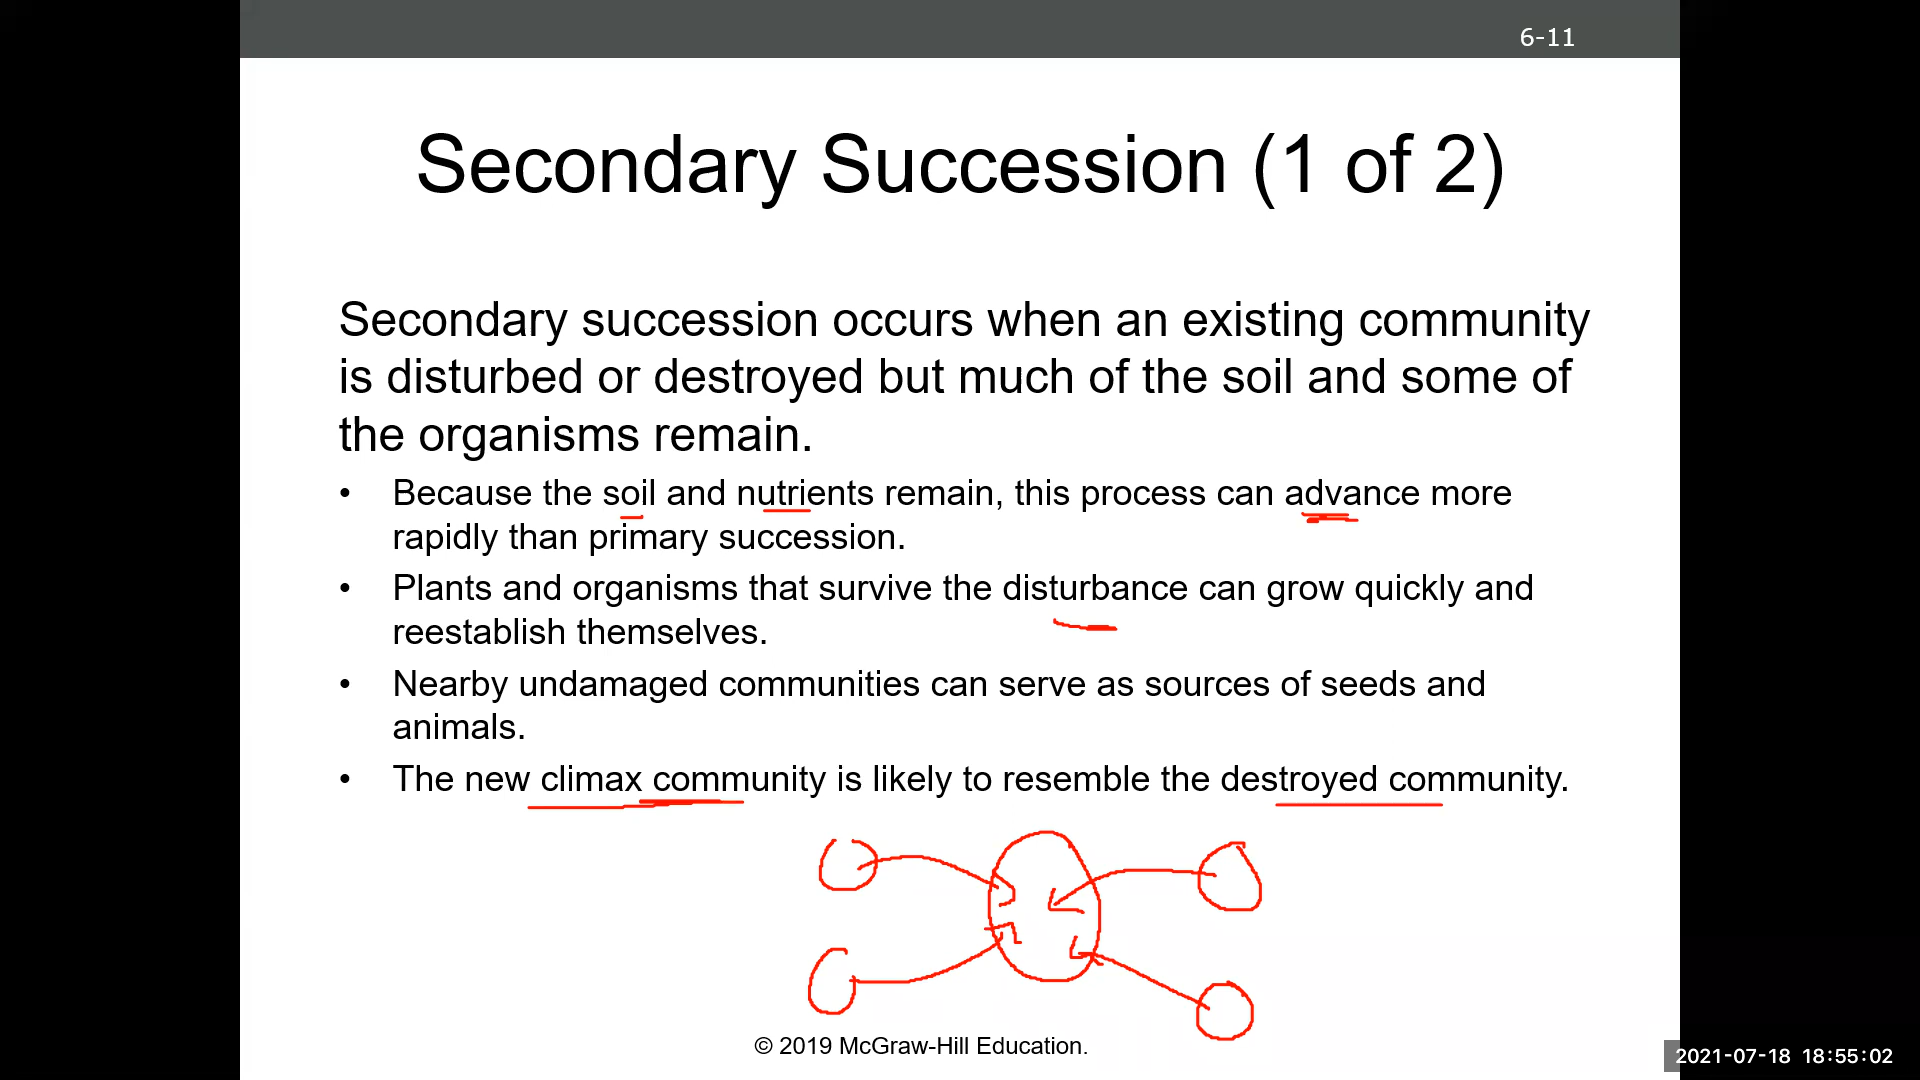 6-11
Secondary Succession (1 of 2)
Secondary succession occurs when an existing community
is disturbed or destroyed but much of the soil and some of
the organisms remain.
• Because the soil and nutrients remain, this process can advance more
rapidly than primary succession.
• Plants and organisms that survive the disturbance can grow quickly and
reestablish themselves.
• Nearby undamaged communities can serve as sources of seeds and
animals.
• The new climax community is likely to resemble the destroyed community.
© 2019 McGraw-Hill Education.
2021-07-18 18:55:02